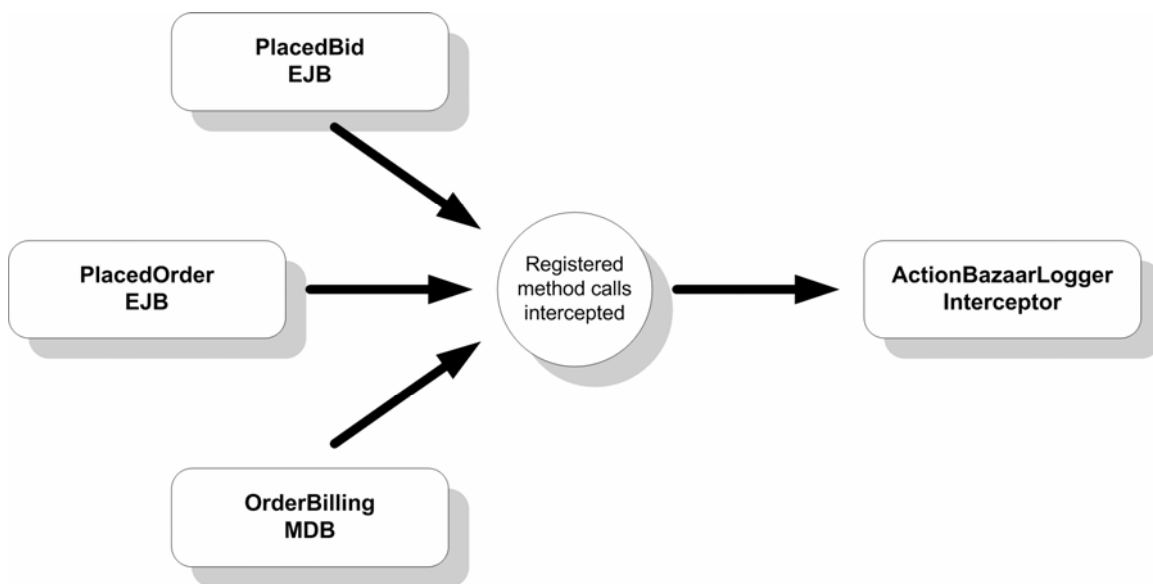 PlacedBid
EJB
PlacedOrder
EJB
Registered
method calls
intercepted
ActionBazaarLogger
Interceptor
OrderBilling
MDB